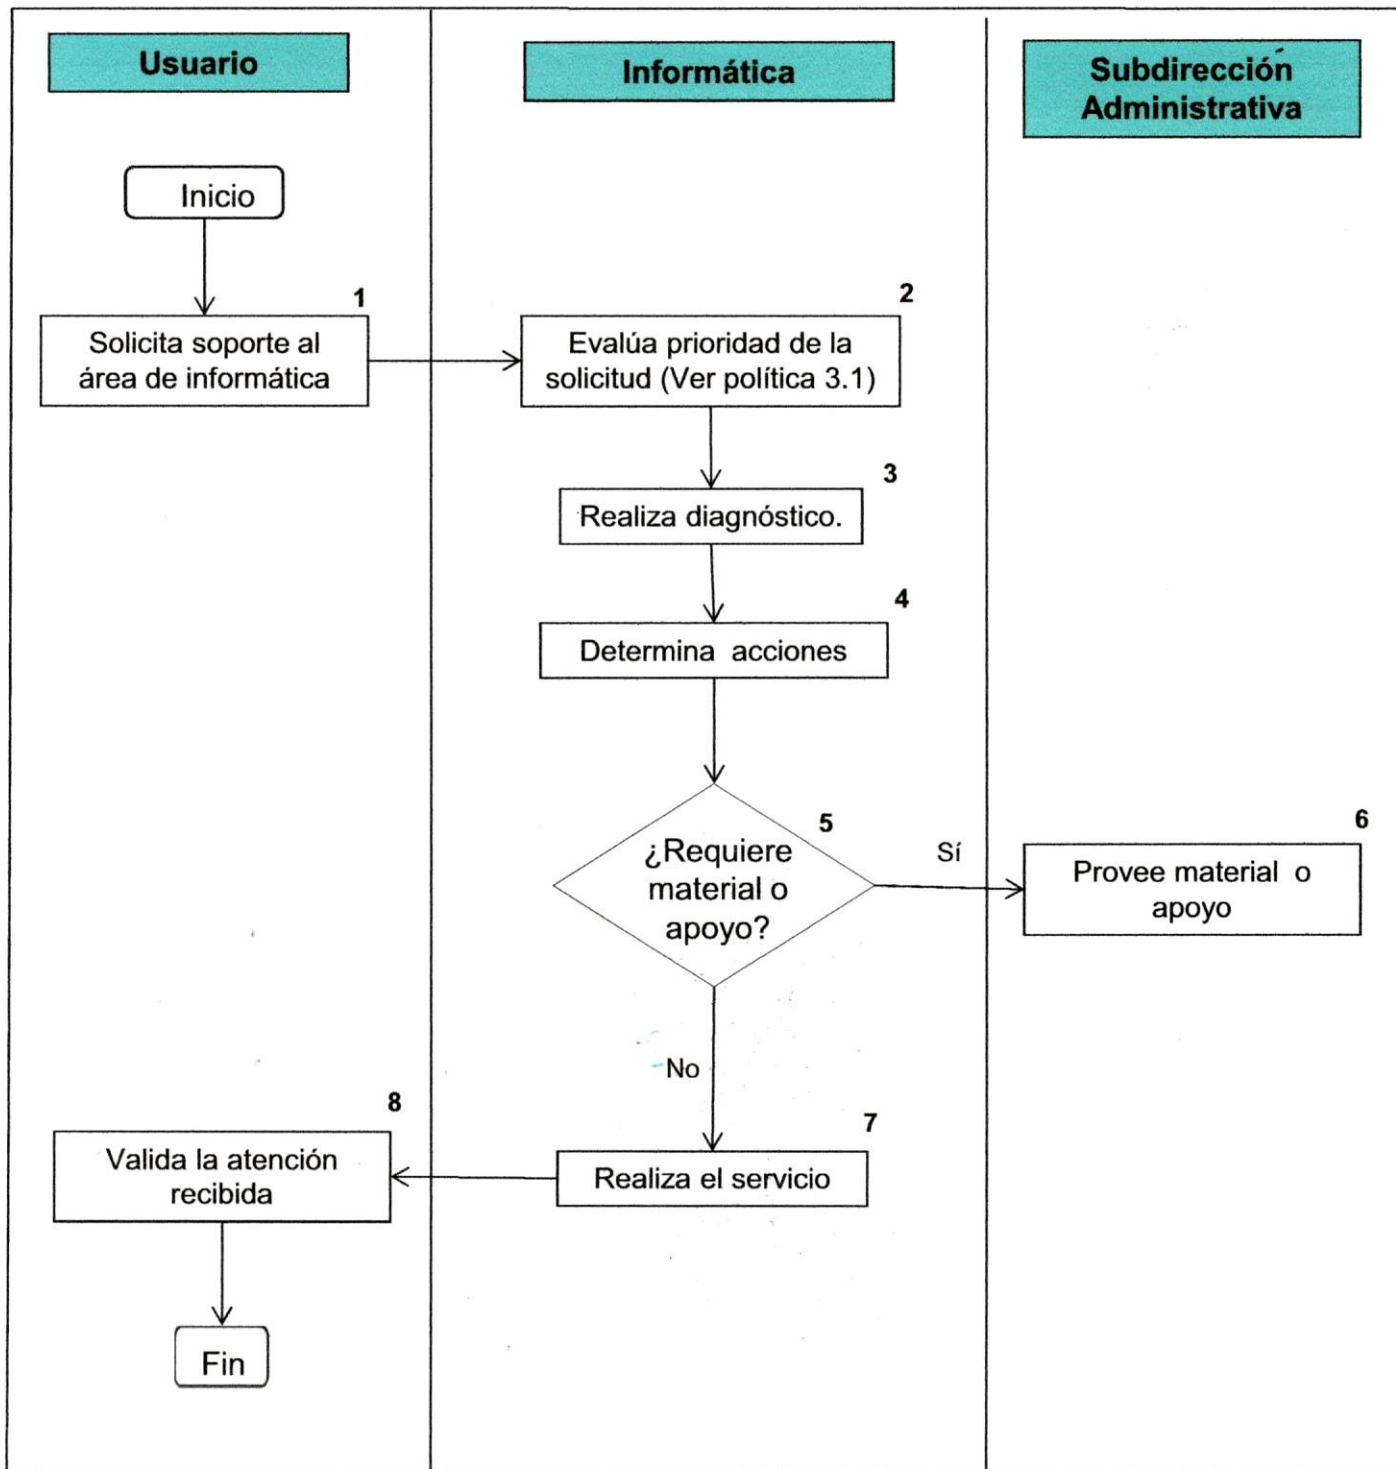 Usuario
Informática
Subdirección
Administrativa
Inicio
1
Solicita soporte al
área de informática
2
Evalúa prioridad de la
solicitud (Ver política 3.1)
3
Realiza diagnóstico.
4
Determina acciones
5
¿Requiere
material o
apoyo?
Sí
6
Provee material o
apoyo
No
7
Realiza el servicio
8
Valida la atención
recibida
Fin